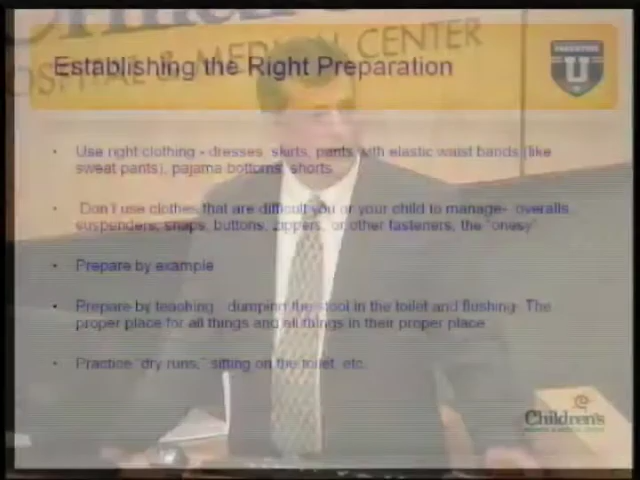 HOSPITAL & MEDICAL CENTER
Establishing the Right Preparation
PARENTING
U
• Use right clothing - dresses, skirts, pants with elastic waist bands (like
sweat pants), pajama bottoms, shorts
• Don't use clothes that are difficult you or your child to manage- overalls,
suspenders, snaps, buttons, zippers, or other fasteners, the "onesy"
• Prepare by example
• Prepare by teaching - dumping the stool in the toilet and flushing. The
proper place for all things and all things in their proper place
• Practice "dry runs," sitting on the toilet, etc.
Children's